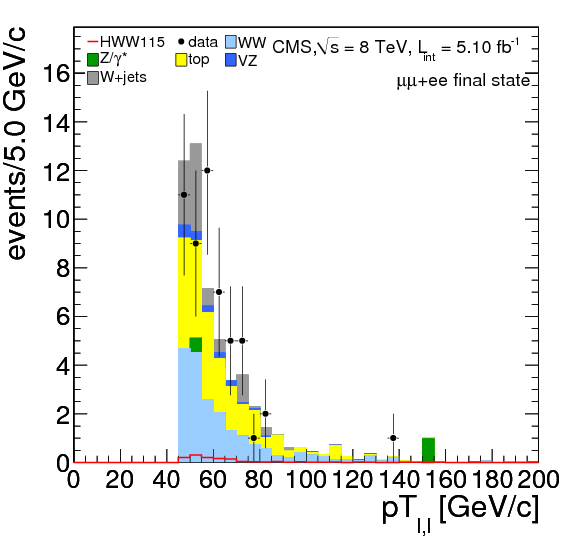 HWW115 data WW CMS,√s = 8 TeV, L_int = 5.10 fb⁻¹
Z/γ* top VZ
W+jets μμ+ee final state
events/5.0 GeV/c
16
14
12
10
8
6
4
2
0
0 20 40 60 80 100 120 140 160 180 200
pT_l,l [GeV/c]